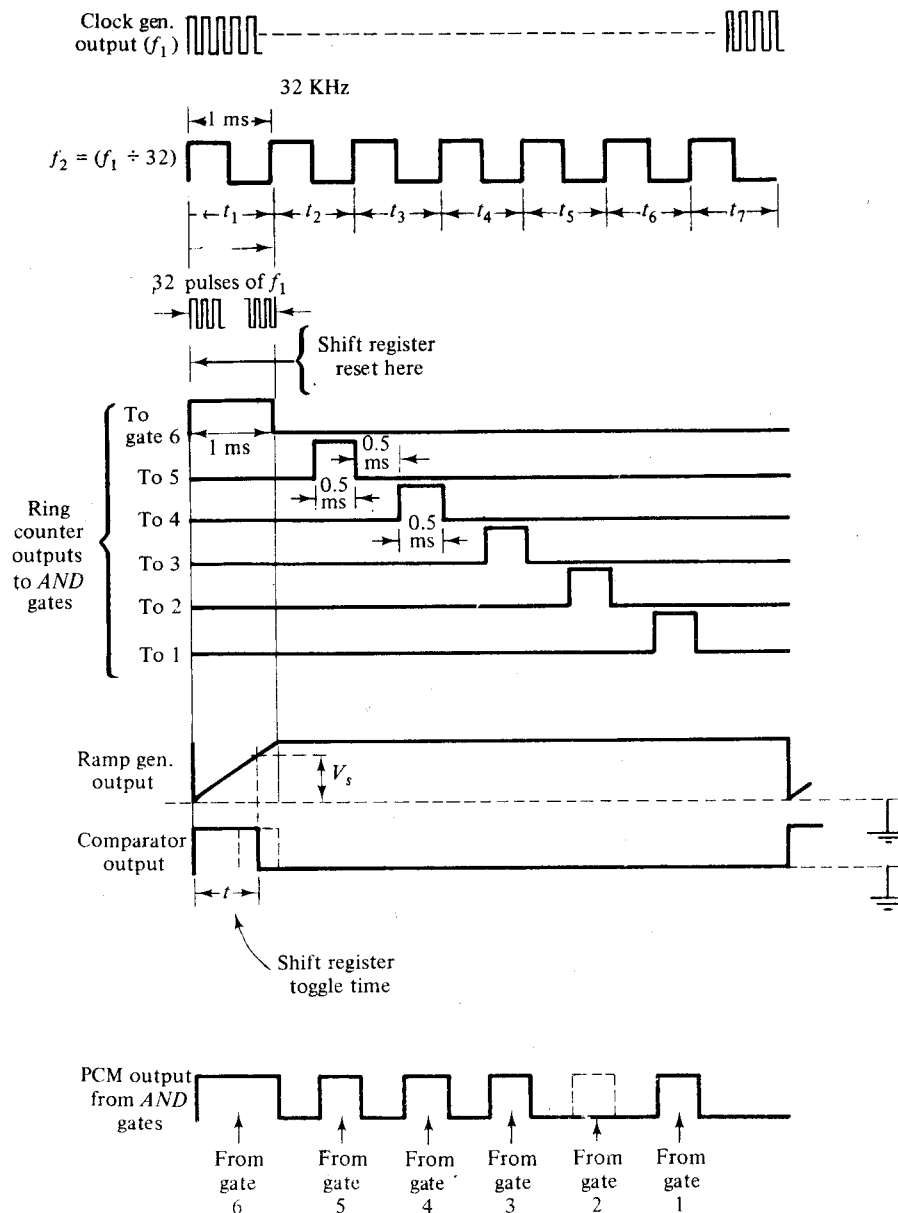 Clock gen.
output (f₁)
32 KHz
1 ms
f₂ = (f₁ ÷ 32)
t₁
t₂
t₃
t₄
t₅
t₆
t₇
32 pulses of f₁
Shift register
reset here
To
gate 6
1 ms
0.5
ms
To 5
0.5
ms
To 4
0.5
ms
To 3
To 2
To 1
Ring
counter
outputs
to AND
gates
Ramp gen.
output
Vₛ
Comparator
output
t
Shift register
toggle time
PCM output
from AND
gates
From
gate
6
From
gate
5
From
gate
4
From
gate
3
From
gate
2
From
gate
1